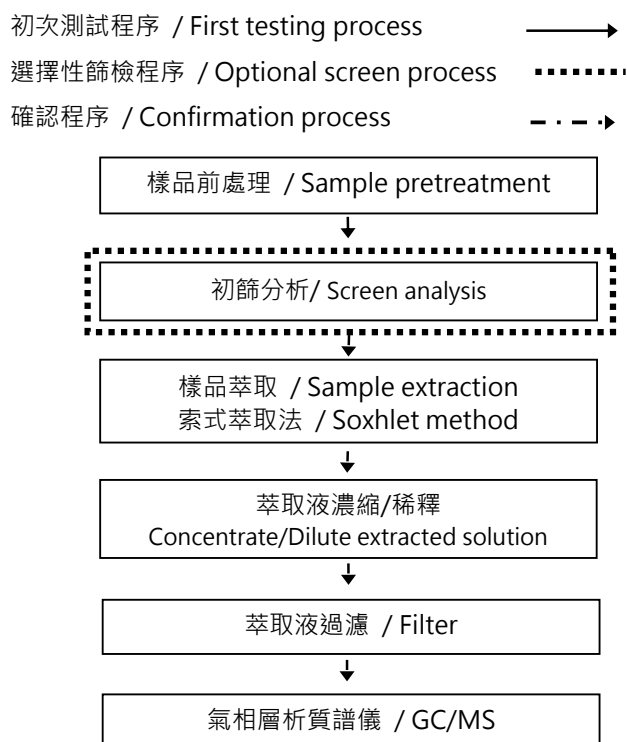 初次測試程序 / First testing process
選擇性篩檢程序 / Optional screen process
確認程序 / Confirmation process
樣品前處理 / Sample pretreatment
初篩分析/ Screen analysis
樣品萃取 / Sample extraction
索式萃取法 / Soxhlet method
萃取液濃縮/稀釋
Concentrate/Dilute extracted solution
萃取液過濾 / Filter
氣相層析質譜儀 / GC/MS